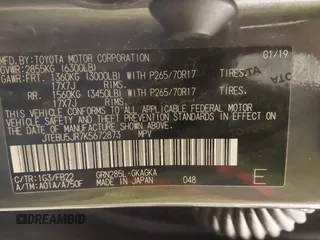 MFD. BY: TOYOTA MOTOR CORPORATION 01/19
GVWR: 2855KG (6300LB)
GAWR: FRT. 1360KG (3000LB) WITH P265/70R17 TIRES,
17X7J RIMS,
RR. 1560KG (3450LB) WITH P265/70R17 TIRES,
17X7J RIMS,
THIS VEHICLE CONFORMS TO ALL APPLICABLE FEDERAL
MOTOR VEHICLE SAFETY, BUMPER, AND THEFT PREVENTION
STANDARDS IN EFFECT ON THE DATE OF MANUFACTURE
SHOWN ABOVE.
JTEBU5JR7K5672873 MPV
C/TR: 1G3/FB22 GRN285L-GKAGKA
A/TM: A01A/A750F MADE IN JAPAN 048 E